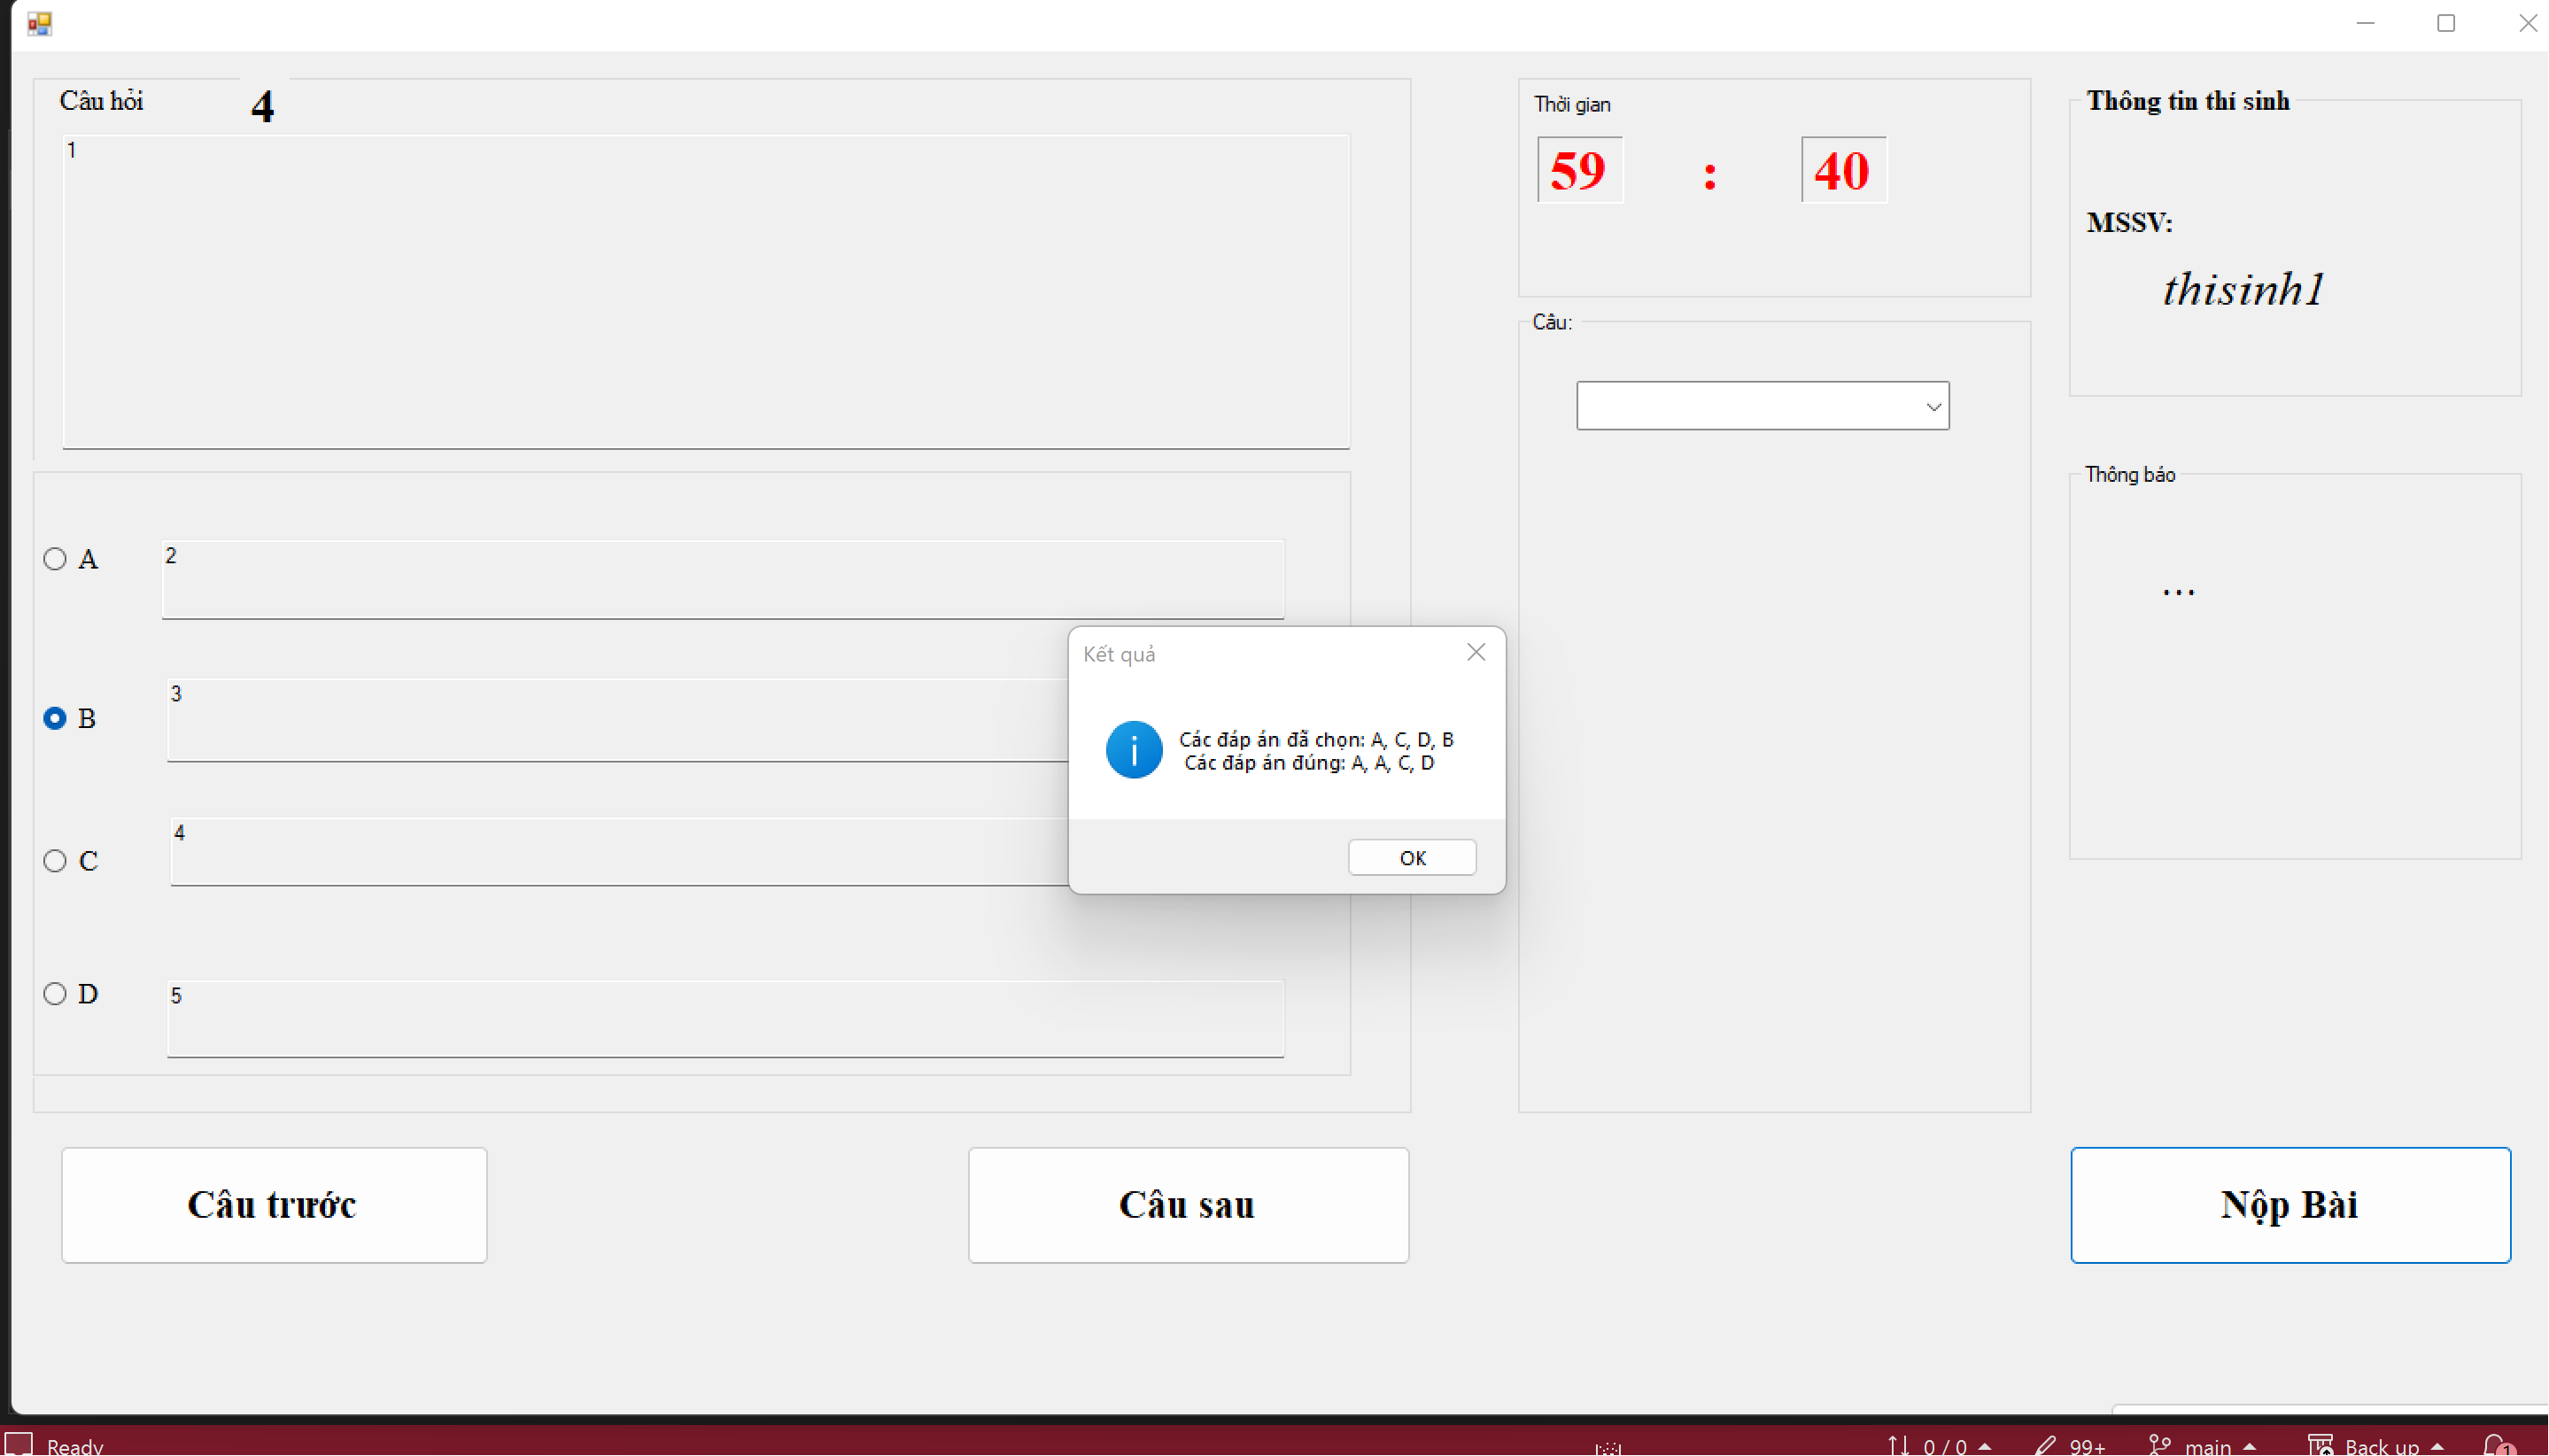 Câu hỏi
4
1
A
2
B
3
C
4
D
5
Thời gian
59 : 40
Câu:
Thông tin thí sinh
MSSV:
thisinh1
Thông báo
...
Kết quả
Các đáp án đã chọn: A, C, D, B
Các đáp án đúng: A, A, C, D
OK
Câu trước
Câu sau
Nộp Bài
Ready
0 / 0
99+
main
Back up
1